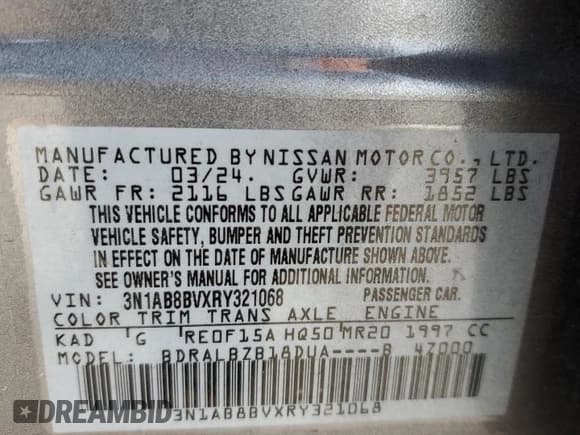 MANUFACTURED BY NISSAN MOTOR CO., LTD.
DATE: 03/24. GVWR: 3957 LBS
GAWR FR: 2116 LBS GAWR RR: 1852 LBS
THIS VEHICLE CONFORMS TO ALL APPLICABLE FEDERAL MOTOR
VEHICLE SAFETY, BUMPER AND THEFT PREVENTION STANDARDS
IN EFFECT ON THE DATE OF MANUFACTURE SHOWN ABOVE.
SEE OWNER'S MANUAL FOR ADDITIONAL INFORMATION.
VIN: 3N1AB8BVXRY321068 PASSENGER CAR.
COLOR TRIM TRANS AXLE ENGINE
KAD G RE0F15A HQ50 MR20 1997 CC
MODEL: BDRALBZB18DUA----B 47000
3N1AB8BVXRY321068
DREAMBID